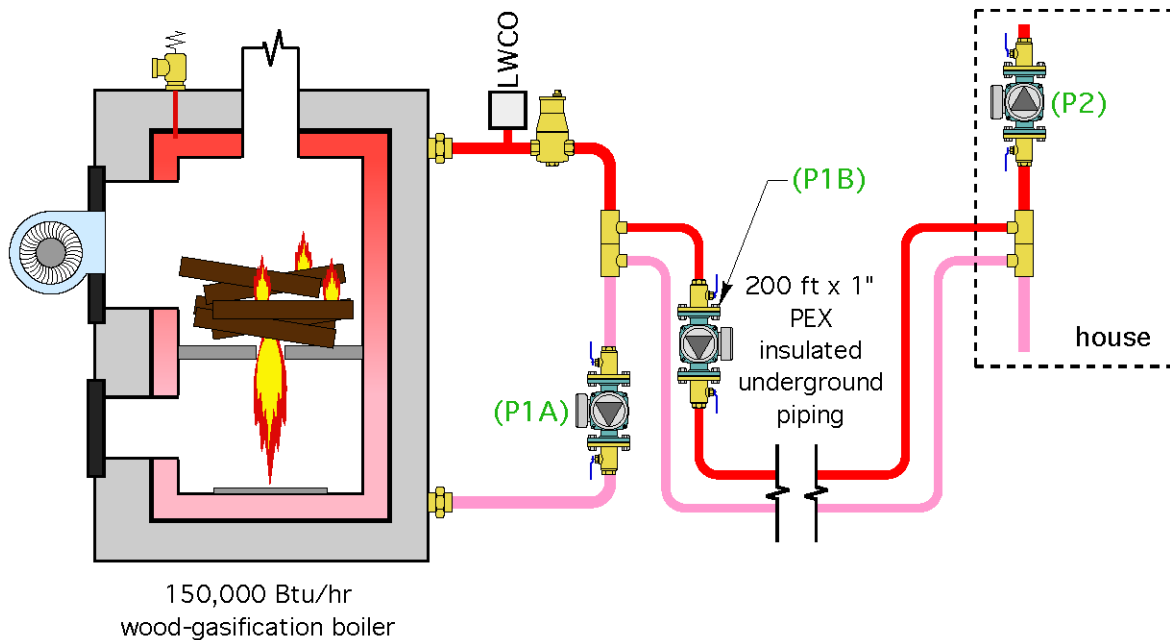 LWCO
(P2)
(P1B)
200 ft x 1"
PEX
insulated
underground
piping
house
(P1A)
150,000 Btu/hr
wood-gasification boiler